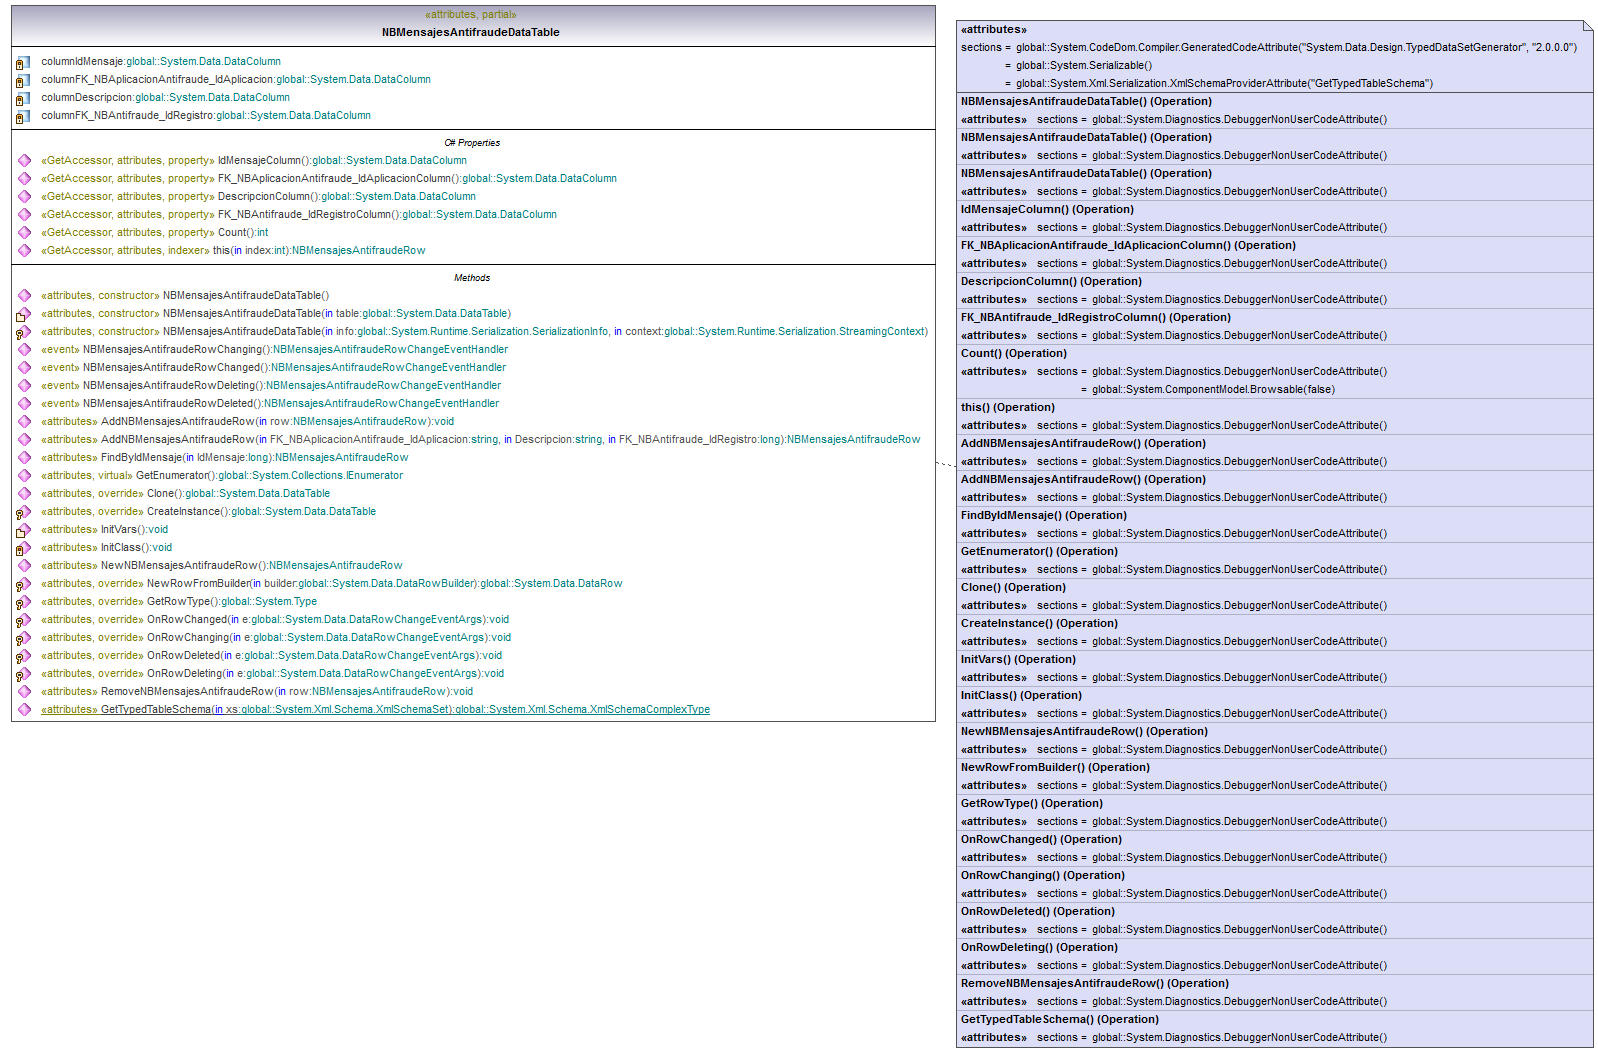 «attributes, partial»
NBMensajesAntifraudeDataTable
columnIdMensaje:global::System.Data.DataColumn
columnFK_NBAplicacionAntifraude_IdAplicacion:global::System.Data.DataColumn
columnDescripcion:global::System.Data.DataColumn
columnFK_NBAntifraude_IdRegistro:global::System.Data.DataColumn
C# Properties
«GetAccessor, attributes, property» IdMensajeColumn():global::System.Data.DataColumn
«GetAccessor, attributes, property» FK_NBAplicacionAntifraude_IdAplicacionColumn():global::System.Data.DataColumn
«GetAccessor, attributes, property» DescripcionColumn():global::System.Data.DataColumn
«GetAccessor, attributes, property» FK_NBAntifraude_IdRegistroColumn():global::System.Data.DataColumn
«GetAccessor, attributes, property» Count():int
«GetAccessor, attributes, indexer» this(in index:int):NBMensajesAntifraudeRow
Methods
«attributes, constructor» NBMensajesAntifraudeDataTable()
«attributes, constructor» NBMensajesAntifraudeDataTable(in table:global::System.Data.DataTable)
«attributes, constructor» NBMensajesAntifraudeDataTable(in info:global::System.Runtime.Serialization.SerializationInfo, in context:global::System.Runtime.Serialization.StreamingContext)
«event» NBMensajesAntifraudeRowChanging():NBMensajesAntifraudeRowChangeEventHandler
«event» NBMensajesAntifraudeRowChanged():NBMensajesAntifraudeRowChangeEventHandler
«event» NBMensajesAntifraudeRowDeleting():NBMensajesAntifraudeRowChangeEventHandler
«event» NBMensajesAntifraudeRowDeleted():NBMensajesAntifraudeRowChangeEventHandler
«attributes» AddNBMensajesAntifraudeRow(in row:NBMensajesAntifraudeRow):void
«attributes» AddNBMensajesAntifraudeRow(in FK_NBAplicacionAntifraude_IdAplicacion:string, in Descripcion:string, in FK_NBAntifraude_IdRegistro:long):NBMensajesAntifraudeRow
«attributes» FindByIdMensaje(in IdMensaje:long):NBMensajesAntifraudeRow
«attributes, virtual» GetEnumerator():global::System.Collections.IEnumerator
«attributes, override» Clone():global::System.Data.DataTable
«attributes, override» CreateInstance():global::System.Data.DataTable
«attributes» InitVars():void
«attributes» InitClass():void
«attributes» NewNBMensajesAntifraudeRow():NBMensajesAntifraudeRow
«attributes, override» NewRowFromBuilder(in builder:global::System.Data.DataRowBuilder):global::System.Data.DataRow
«attributes, override» GetRowType():global::System.Type
«attributes, override» OnRowChanged(in e:global::System.Data.DataRowChangeEventArgs):void
«attributes, override» OnRowChanging(in e:global::System.Data.DataRowChangeEventArgs):void
«attributes, override» OnRowDeleted(in e:global::System.Data.DataRowChangeEventArgs):void
«attributes, override» OnRowDeleting(in e:global::System.Data.DataRowChangeEventArgs):void
«attributes» RemoveNBMensajesAntifraudeRow(in row:NBMensajesAntifraudeRow):void
«attributes» GetTypedTableSchema(in xs:global::System.Xml.Schema.XmlSchemaSet):global::System.Xml.Schema.XmlSchemaComplexType
«attributes»
sections = global::System.CodeDom.Compiler.GeneratedCodeAttribute("System.Data.Design.TypedDataSetGenerator", "2.0.0.0")
= global::System.Serializable()
= global::System.Xml.Serialization.XmlSchemaProviderAttribute("GetTypedTableSchema")
NBMensajesAntifraudeDataTable() (Operation)
«attributes» sections = global::System.Diagnostics.DebuggerNonUserCodeAttribute()
NBMensajesAntifraudeDataTable() (Operation)
«attributes» sections = global::System.Diagnostics.DebuggerNonUserCodeAttribute()
NBMensajesAntifraudeDataTable() (Operation)
«attributes» sections = global::System.Diagnostics.DebuggerNonUserCodeAttribute()
IdMensajeColumn() (Operation)
«attributes» sections = global::System.Diagnostics.DebuggerNonUserCodeAttribute()
FK_NBAplicacionAntifraude_IdAplicacionColumn() (Operation)
«attributes» sections = global::System.Diagnostics.DebuggerNonUserCodeAttribute()
DescripcionColumn() (Operation)
«attributes» sections = global::System.Diagnostics.DebuggerNonUserCodeAttribute()
FK_NBAntifraude_IdRegistroColumn() (Operation)
«attributes» sections = global::System.Diagnostics.DebuggerNonUserCodeAttribute()
Count() (Operation)
«attributes» sections = global::System.Diagnostics.DebuggerNonUserCodeAttribute()
= global::System.ComponentModel.Browsable(false)
this() (Operation)
«attributes» sections = global::System.Diagnostics.DebuggerNonUserCodeAttribute()
AddNBMensajesAntifraudeRow() (Operation)
«attributes» sections = global::System.Diagnostics.DebuggerNonUserCodeAttribute()
AddNBMensajesAntifraudeRow() (Operation)
«attributes» sections = global::System.Diagnostics.DebuggerNonUserCodeAttribute()
FindByIdMensaje() (Operation)
«attributes» sections = global::System.Diagnostics.DebuggerNonUserCodeAttribute()
GetEnumerator() (Operation)
«attributes» sections = global::System.Diagnostics.DebuggerNonUserCodeAttribute()
Clone() (Operation)
«attributes» sections = global::System.Diagnostics.DebuggerNonUserCodeAttribute()
CreateInstance() (Operation)
«attributes» sections = global::System.Diagnostics.DebuggerNonUserCodeAttribute()
InitVars() (Operation)
«attributes» sections = global::System.Diagnostics.DebuggerNonUserCodeAttribute()
InitClass() (Operation)
«attributes» sections = global::System.Diagnostics.DebuggerNonUserCodeAttribute()
NewNBMensajesAntifraudeRow() (Operation)
«attributes» sections = global::System.Diagnostics.DebuggerNonUserCodeAttribute()
NewRowFromBuilder() (Operation)
«attributes» sections = global::System.Diagnostics.DebuggerNonUserCodeAttribute()
GetRowType() (Operation)
«attributes» sections = global::System.Diagnostics.DebuggerNonUserCodeAttribute()
OnRowChanged() (Operation)
«attributes» sections = global::System.Diagnostics.DebuggerNonUserCodeAttribute()
OnRowChanging() (Operation)
«attributes» sections = global::System.Diagnostics.DebuggerNonUserCodeAttribute()
OnRowDeleted() (Operation)
«attributes» sections = global::System.Diagnostics.DebuggerNonUserCodeAttribute()
OnRowDeleting() (Operation)
«attributes» sections = global::System.Diagnostics.DebuggerNonUserCodeAttribute()
RemoveNBMensajesAntifraudeRow() (Operation)
«attributes» sections = global::System.Diagnostics.DebuggerNonUserCodeAttribute()
GetTypedTableSchema() (Operation)
«attributes» sections = global::System.Diagnostics.DebuggerNonUserCodeAttribute()